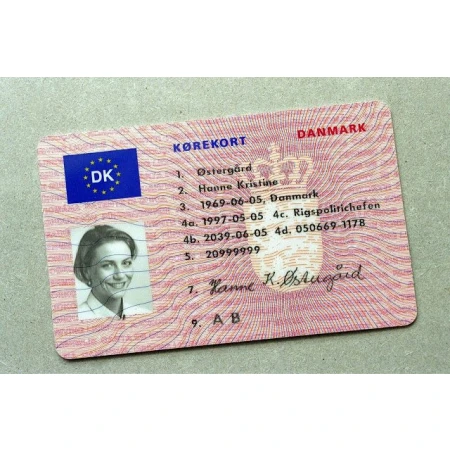 KØREKORT DANMARK
DK
1. Østergård
2. Hanne Kristine
3. 1969-06-05, Danmark
4a. 1997-05-05 4c. Rigspolitichefen
4b. 2039-06-05 4d. 050669-1178
5. 20999999
7. Hanne K. Østergård
9. A B